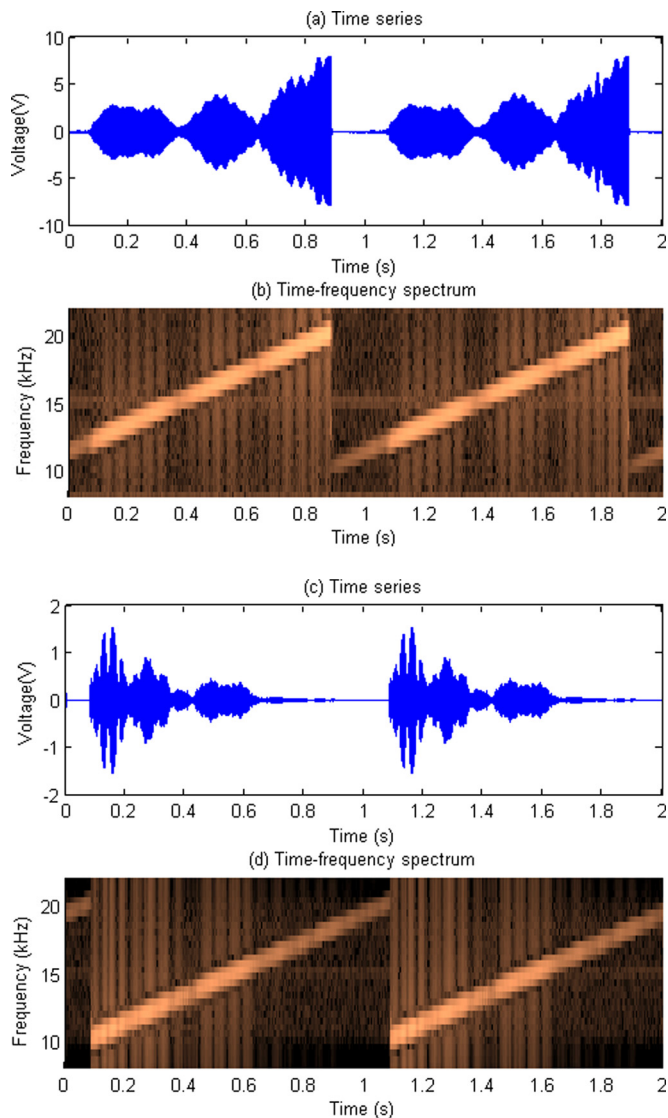 (a) Time series
10
5
0
-5
-10
Voltage(V)
0 0.2 0.4 0.6 0.8 1 1.2 1.4 1.6 1.8 2
Time (s)
(b) Time-frequency spectrum
20
15
10
Frequency (kHz)
0 0.2 0.4 0.6 0.8 1 1.2 1.4 1.6 1.8 2
Time (s)
(c) Time series
2
1
0
-1
-2
Voltage(V)
0 0.2 0.4 0.6 0.8 1 1.2 1.4 1.6 1.8 2
Time (s)
(d) Time-frequency spectrum
20
15
10
Frequency (kHz)
0 0.2 0.4 0.6 0.8 1 1.2 1.4 1.6 1.8 2
Time (s)